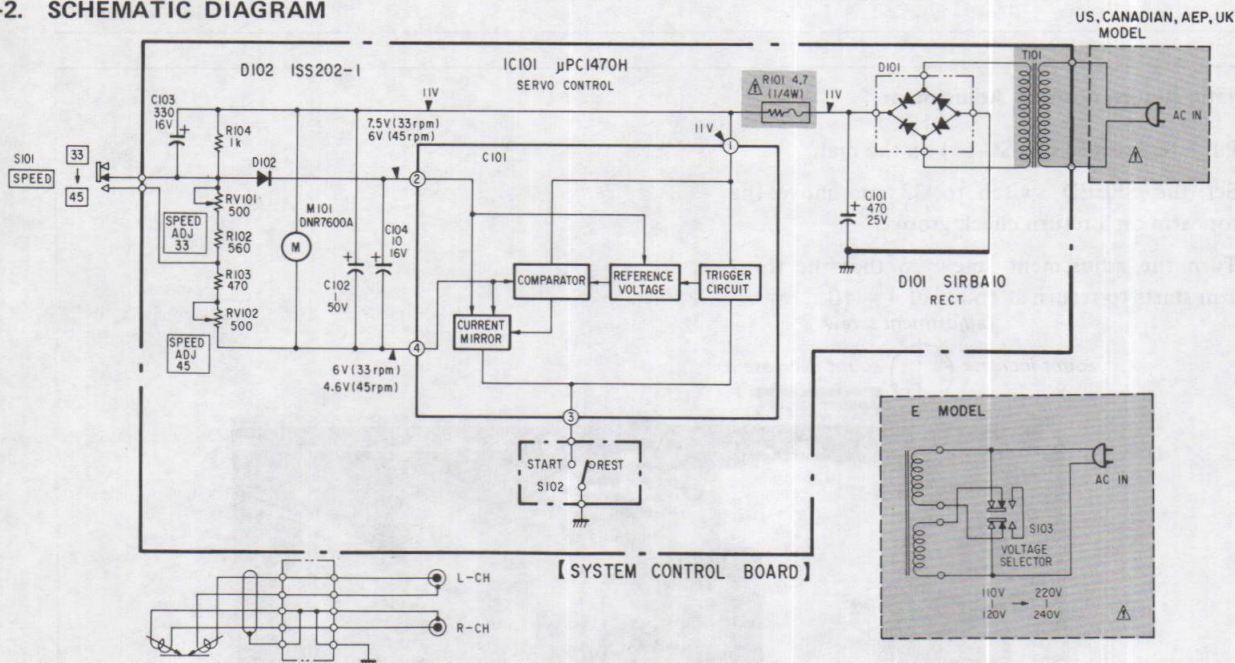 -2. SCHEMATIC DIAGRAM
US, CANADIAN, AEP, UK
MODEL
D102 ISS202-1
IC101 μPC1470H
SERVO CONTROL
R101 4.7
(1/4W)
D101
T101
AC IN
C103
330
16V
R104
1k
11V
7.5V (33rpm)
6V (45rpm)
11V
11V
S101
SPEED
33
45
D102
RV101
500
SPEED
ADJ
33
R102
560
R103
470
RV102
500
SPEED
ADJ
45
M101
DNR7600A
M
C104
10
16V
C102
1
50V
C101
1
2
3
4
COMPARATOR
REFERENCE
VOLTAGE
TRIGGER
CIRCUIT
CURRENT
MIRROR
C101
470
25V
D101 SIRBA10
RECT
6V (33rpm)
4.6V (45rpm)
START
REST
S102
E MODEL
AC IN
S103
VOLTAGE
SELECTOR
110V
120V
220V
240V
[SYSTEM CONTROL BOARD]
L-CH
R-CH